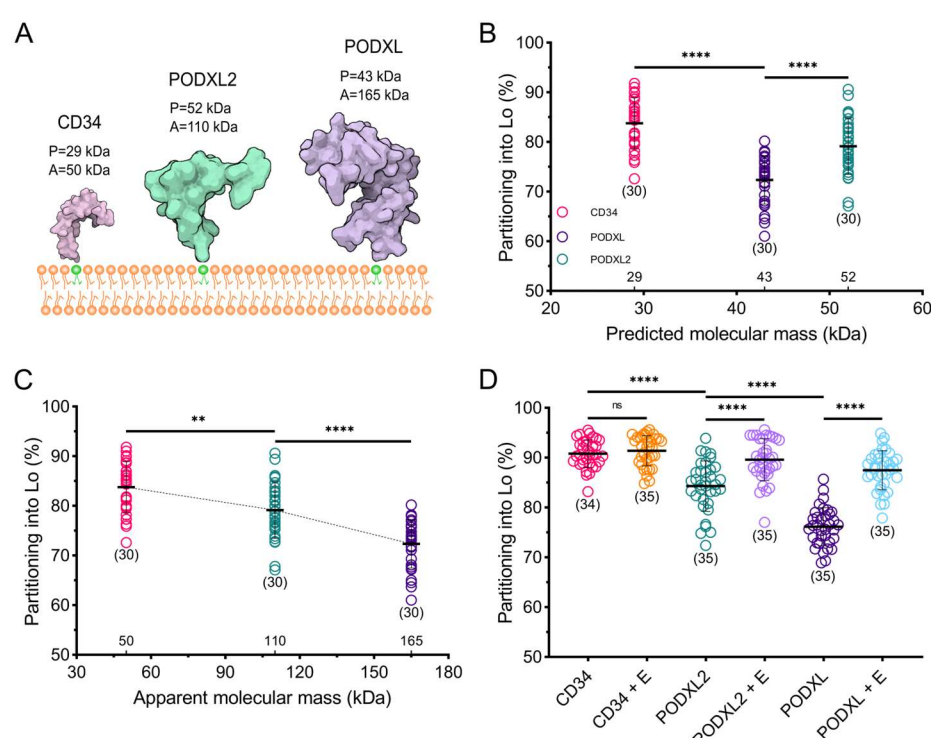 A
CD34
P=29 kDa
A=50 kDa
PODXL2
P=52 kDa
A=110 kDa
PODXL
P=43 kDa
A=165 kDa
B
Partitioning into Lo (%)
100
90
80
70
60
50
****
****
(30)
(30)
(30)
CD34
PODXL
PODXL2
29
43
52
20
30
40
50
60
Predicted molecular mass (kDa)
C
Partitioning into Lo (%)
100
90
80
70
60
50
**
****
(30)
(30)
(30)
50
110
165
30
60
90
120
150
180
Apparent molecular mass (kDa)
D
Partitioning into Lo (%)
100
90
80
70
60
50
****
****
ns
****
****
(34)
(35)
(35)
(35)
(35)
(35)
CD34
CD34 + E
PODXL2
PODXL2 + E
PODXL
PODXL + E